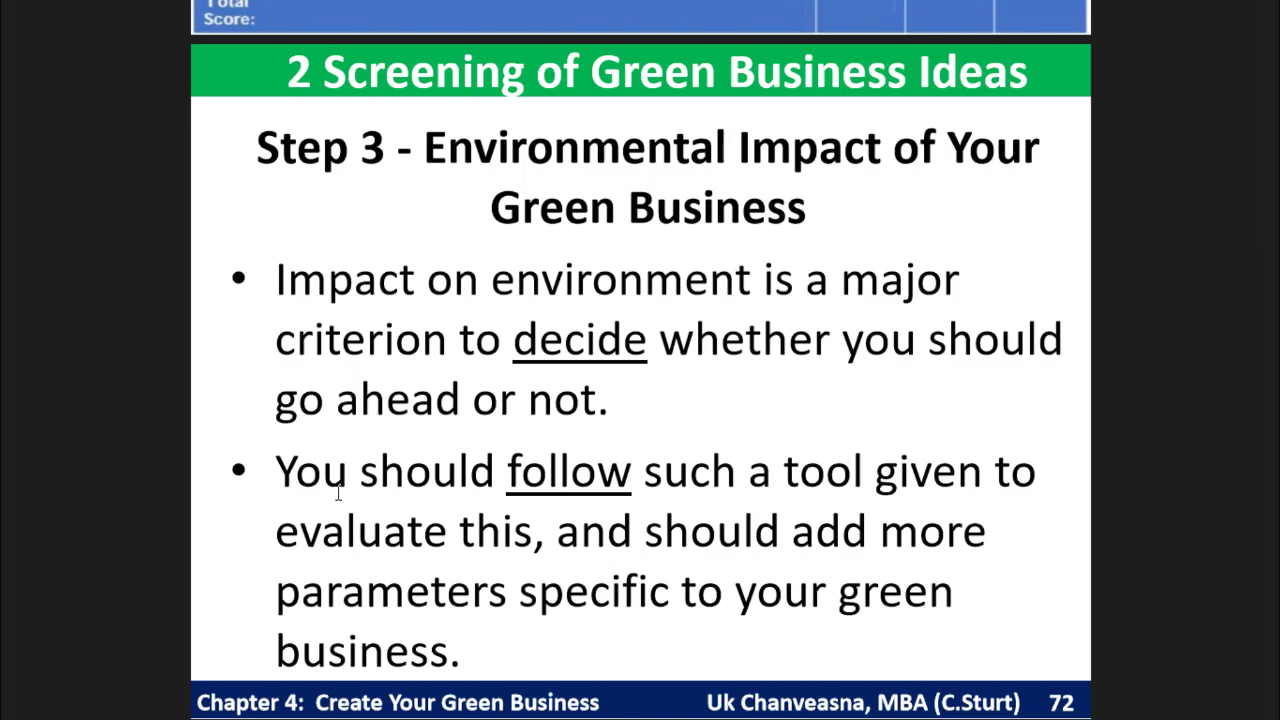 Total
Score:
2 Screening of Green Business Ideas
Step 3 - Environmental Impact of Your
Green Business
• Impact on environment is a major
criterion to decide whether you should
go ahead or not.
• You should follow such a tool given to
evaluate this, and should add more
parameters specific to your green
business.
Chapter 4: Create Your Green Business Uk Chanveasna, MBA (C.Sturt) 72